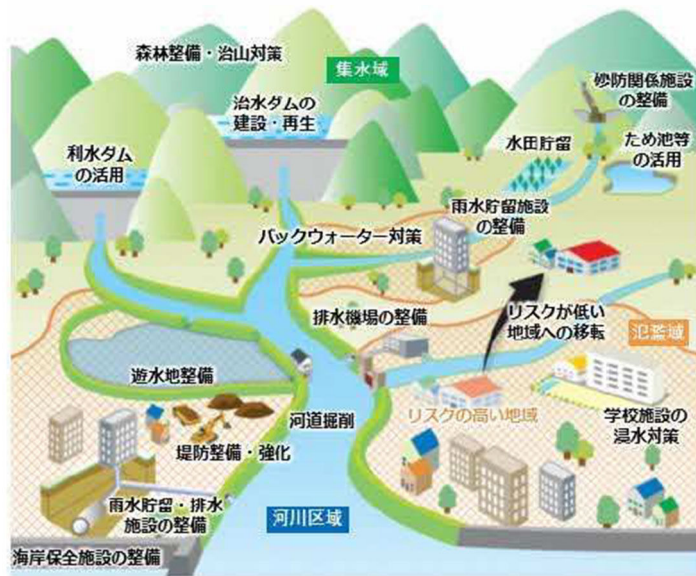 森林整備・治山対策
集水域
砂防関係施設
の整備
治水ダムの
建設・再生
水田貯留
ため池等
の活用
利水ダム
の活用
雨水貯留施設
の整備
バックウォーター対策
排水機場の整備
リスクが低い
地域への移転
氾濫域
遊水地整備
河道掘削
リスクの高い地域
学校施設の
浸水対策
堤防整備・強化
雨水貯留・排水
施設の整備
河川区域
海岸保全施設の整備